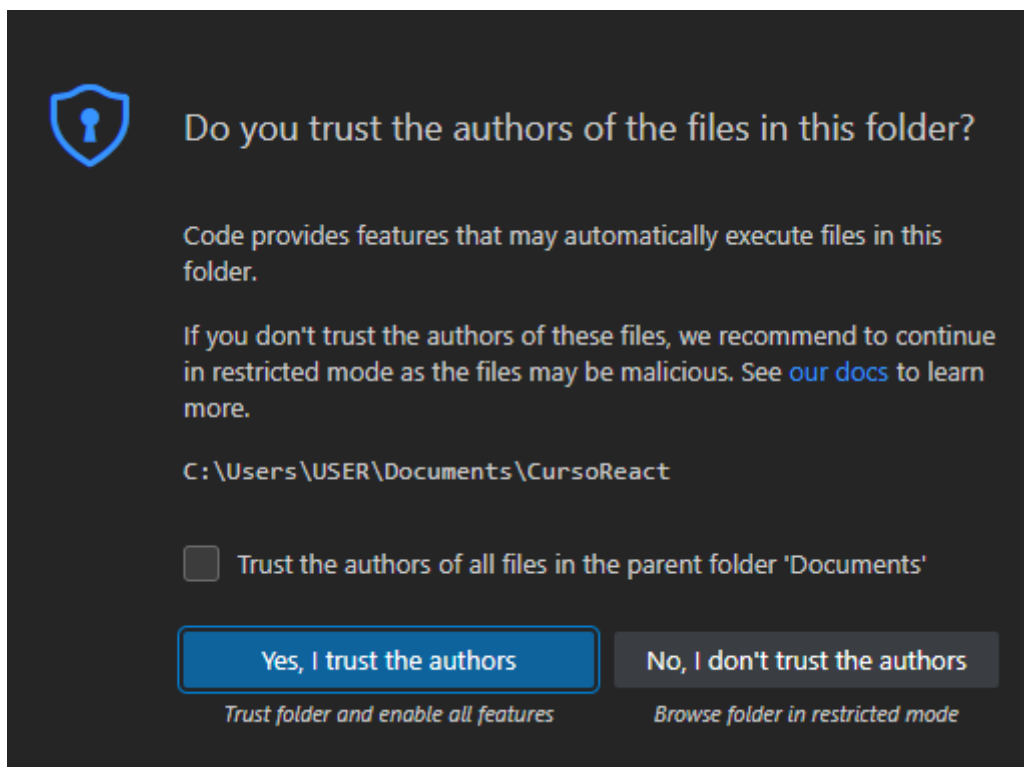 Do you trust the authors of the files in this folder?
Code provides features that may automatically execute files in this
folder.
If you don't trust the authors of these files, we recommend to continue
in restricted mode as the files may be malicious. See our docs to learn
more.
C:\Users\USER\Documents\CursoReact
Trust the authors of all files in the parent folder 'Documents'
Yes, I trust the authors
No, I don't trust the authors
Trust folder and enable all features
Browse folder in restricted mode